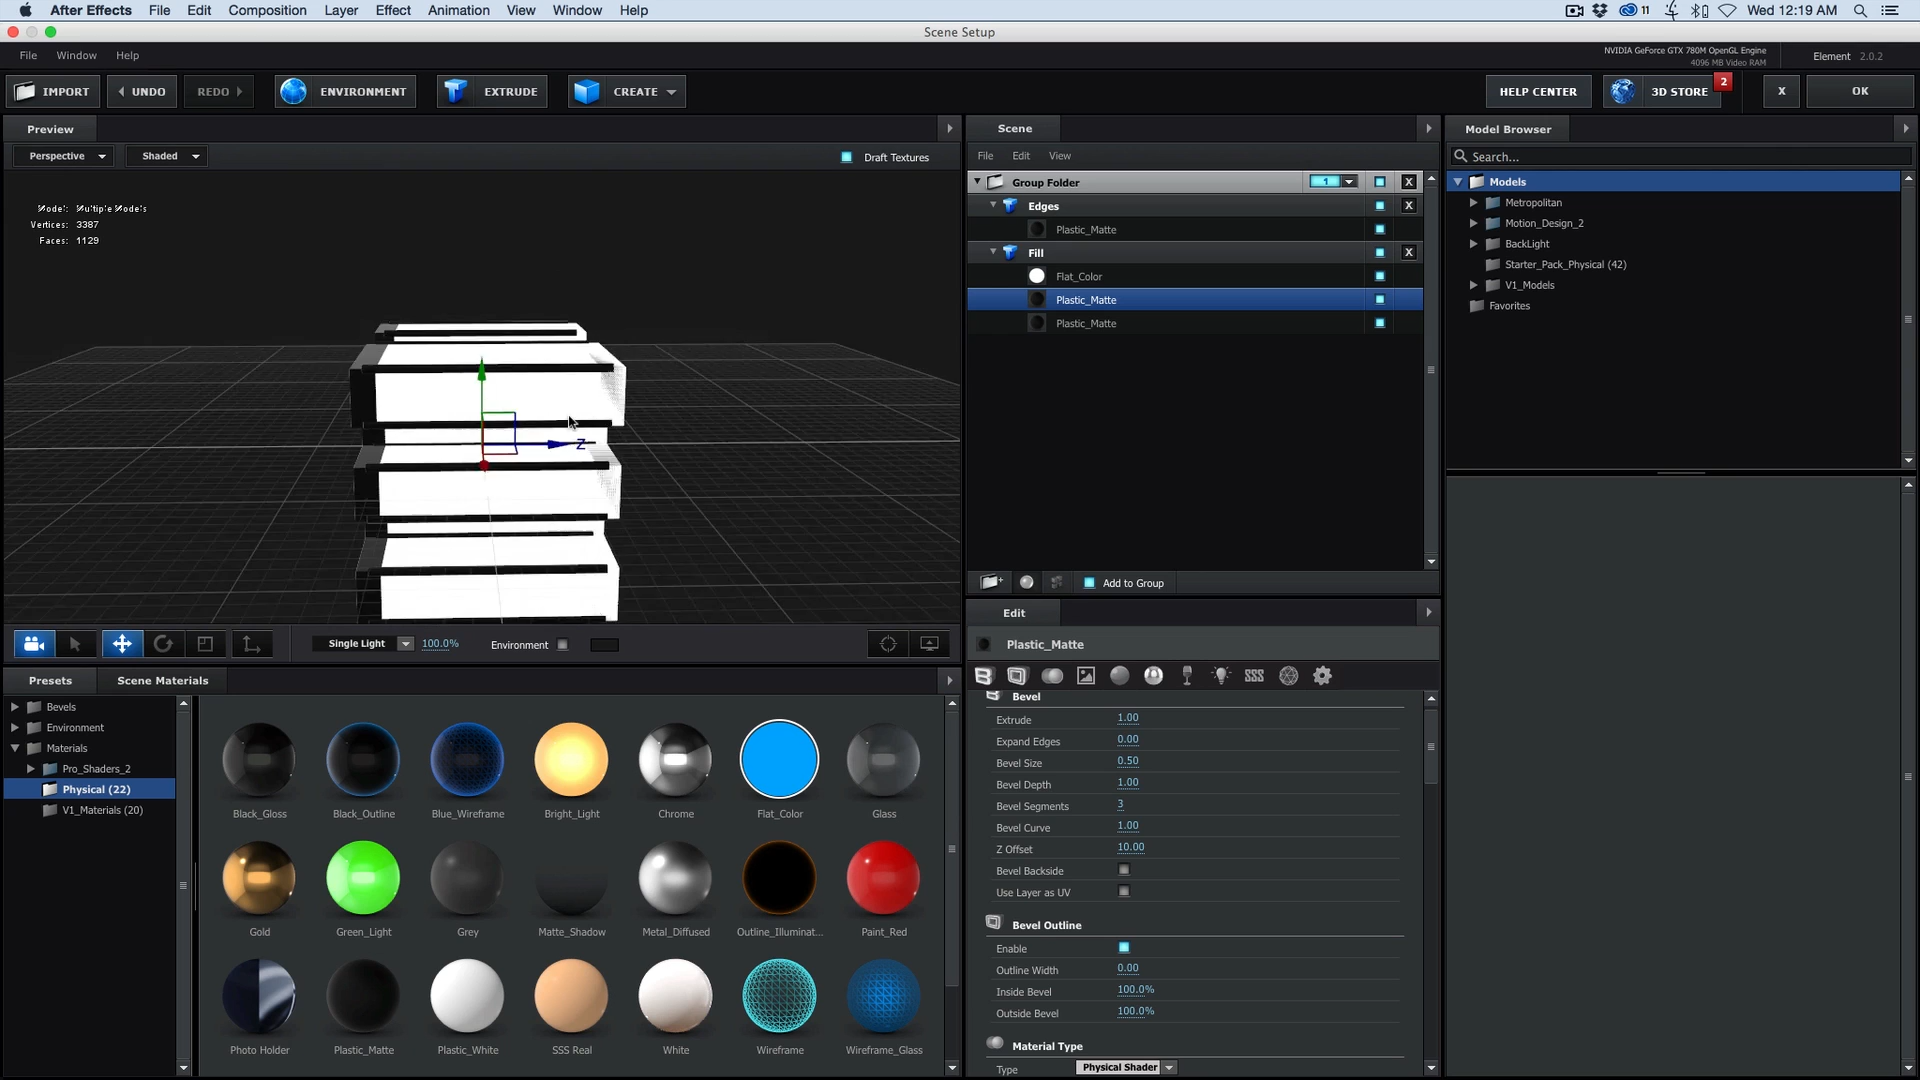 After Effects File Edit Composition Layer Effect Animation View Window Help 11 Wed 12:19 AM
Scene Setup
File Window Help NVIDIA GeForce GTX 780M OpenGL Engine Element 2.0.2
4096 MB Video RAM
IMPORT UNDO REDO ENVIRONMENT EXTRUDE CREATE HELP CENTER 3D STORE 2 X OK
Preview Scene Model Browser
Perspective Shaded Draft Textures File Edit View Search...
Group Folder 1 X Models
Model: Multiple Models Edges X Metropolitan
Vertices: 3387 Plastic_Matte Motion_Design_2
Faces: 1129 Fill X BackLight
Flat_Color Starter_Pack_Physical (42)
Plastic_Matte V1_Models
Plastic_Matte Favorites
Z
Add to Group
Edit
Single Light 100.0% Environment Plastic_Matte
Presets Scene Materials
Bevels Bevel
Environment Extrude 1.00
Materials Expand Edges 0.00
Pro_Shaders_2 Bevel Size 0.50
Physical (22) Bevel Depth 1.00
V1_Materials (20) Bevel Segments 3
Black_Gloss Black_Outline Blue_Wireframe Bright_Light Chrome Flat_Color Glass
Bevel Curve 1.00
Z Offset 10.00
Bevel Backside
Use Layer as UV
Gold Green_Light Grey Matte_Shadow Metal_Diffused Outline_Illuminat... Paint_Red
Bevel Outline
Enable
Outline Width 0.00
Inside Bevel 100.0%
Outside Bevel 100.0%
Photo Holder Plastic_Matte Plastic_White SSS Real White Wireframe Wireframe_Glass
Material Type
Type Physical Shader